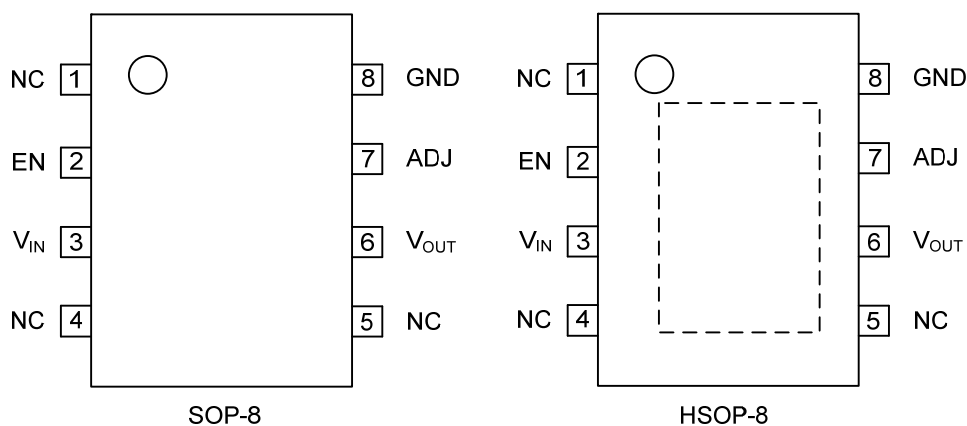 NC 1 8 GND NC 1 8 GND
EN 2 7 ADJ EN 2 7 ADJ
VIN 3 6 VOUT VIN 3 6 VOUT
NC 4 5 NC NC 4 5 NC
SOP-8 HSOP-8